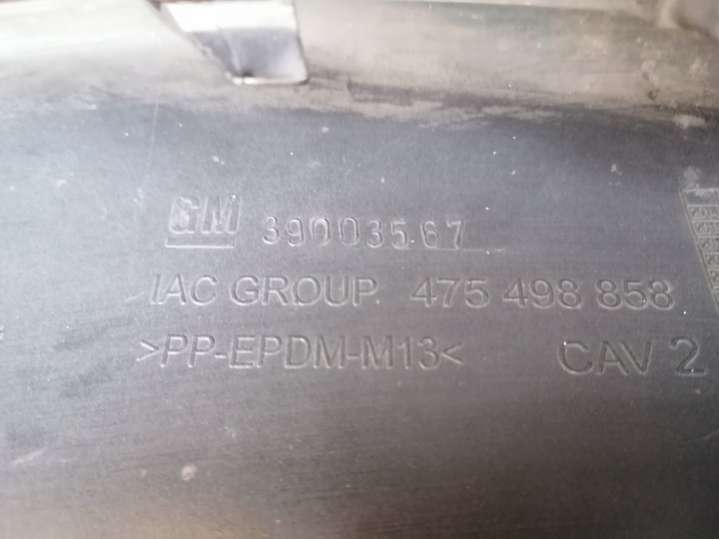 GM 39003567
IAC GROUP. 475 498 858
>PP-EPDM-M13< CAV 2